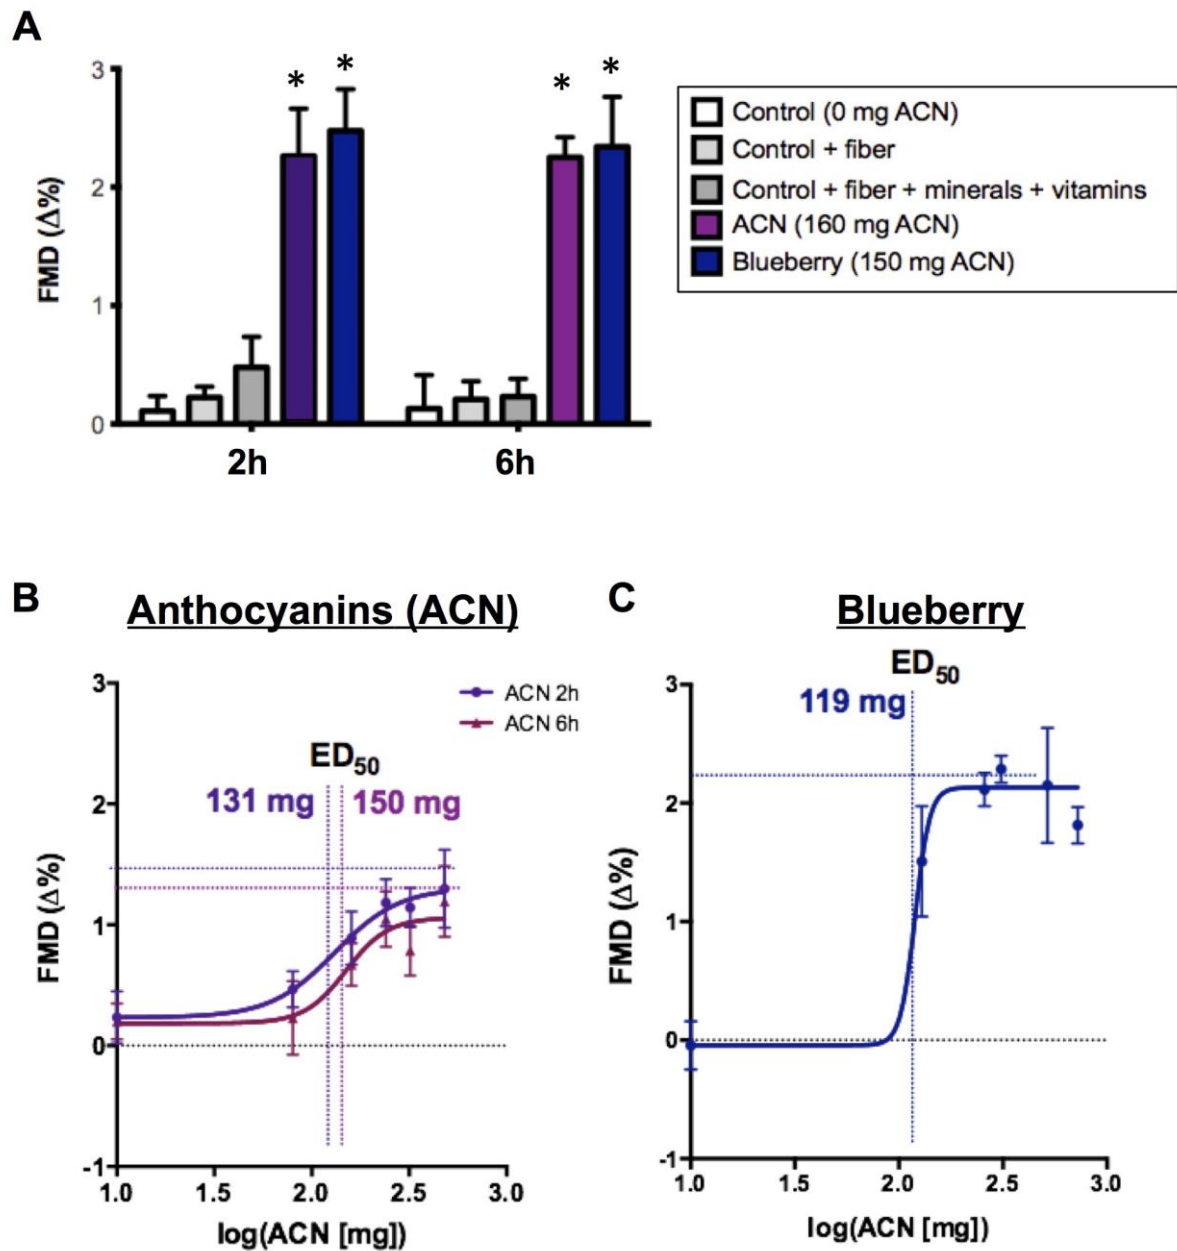 A
3
2
1
0
FMD (Δ%)
* *
* *
2h 6h
Control (0 mg ACN)
Control + fiber
Control + fiber + minerals + vitamins
ACN (160 mg ACN)
Blueberry (150 mg ACN)
B
Anthocyanins (ACN)
ACN 2h
ACN 6h
ED50
131 mg 150 mg
3
2
1
0
-1
FMD (Δ%)
1.0 1.5 2.0 2.5 3.0
log(ACN [mg])
C
Blueberry
ED50
119 mg
3
2
1
0
-1
FMD (Δ%)
1.0 1.5 2.0 2.5 3.0
log(ACN [mg])